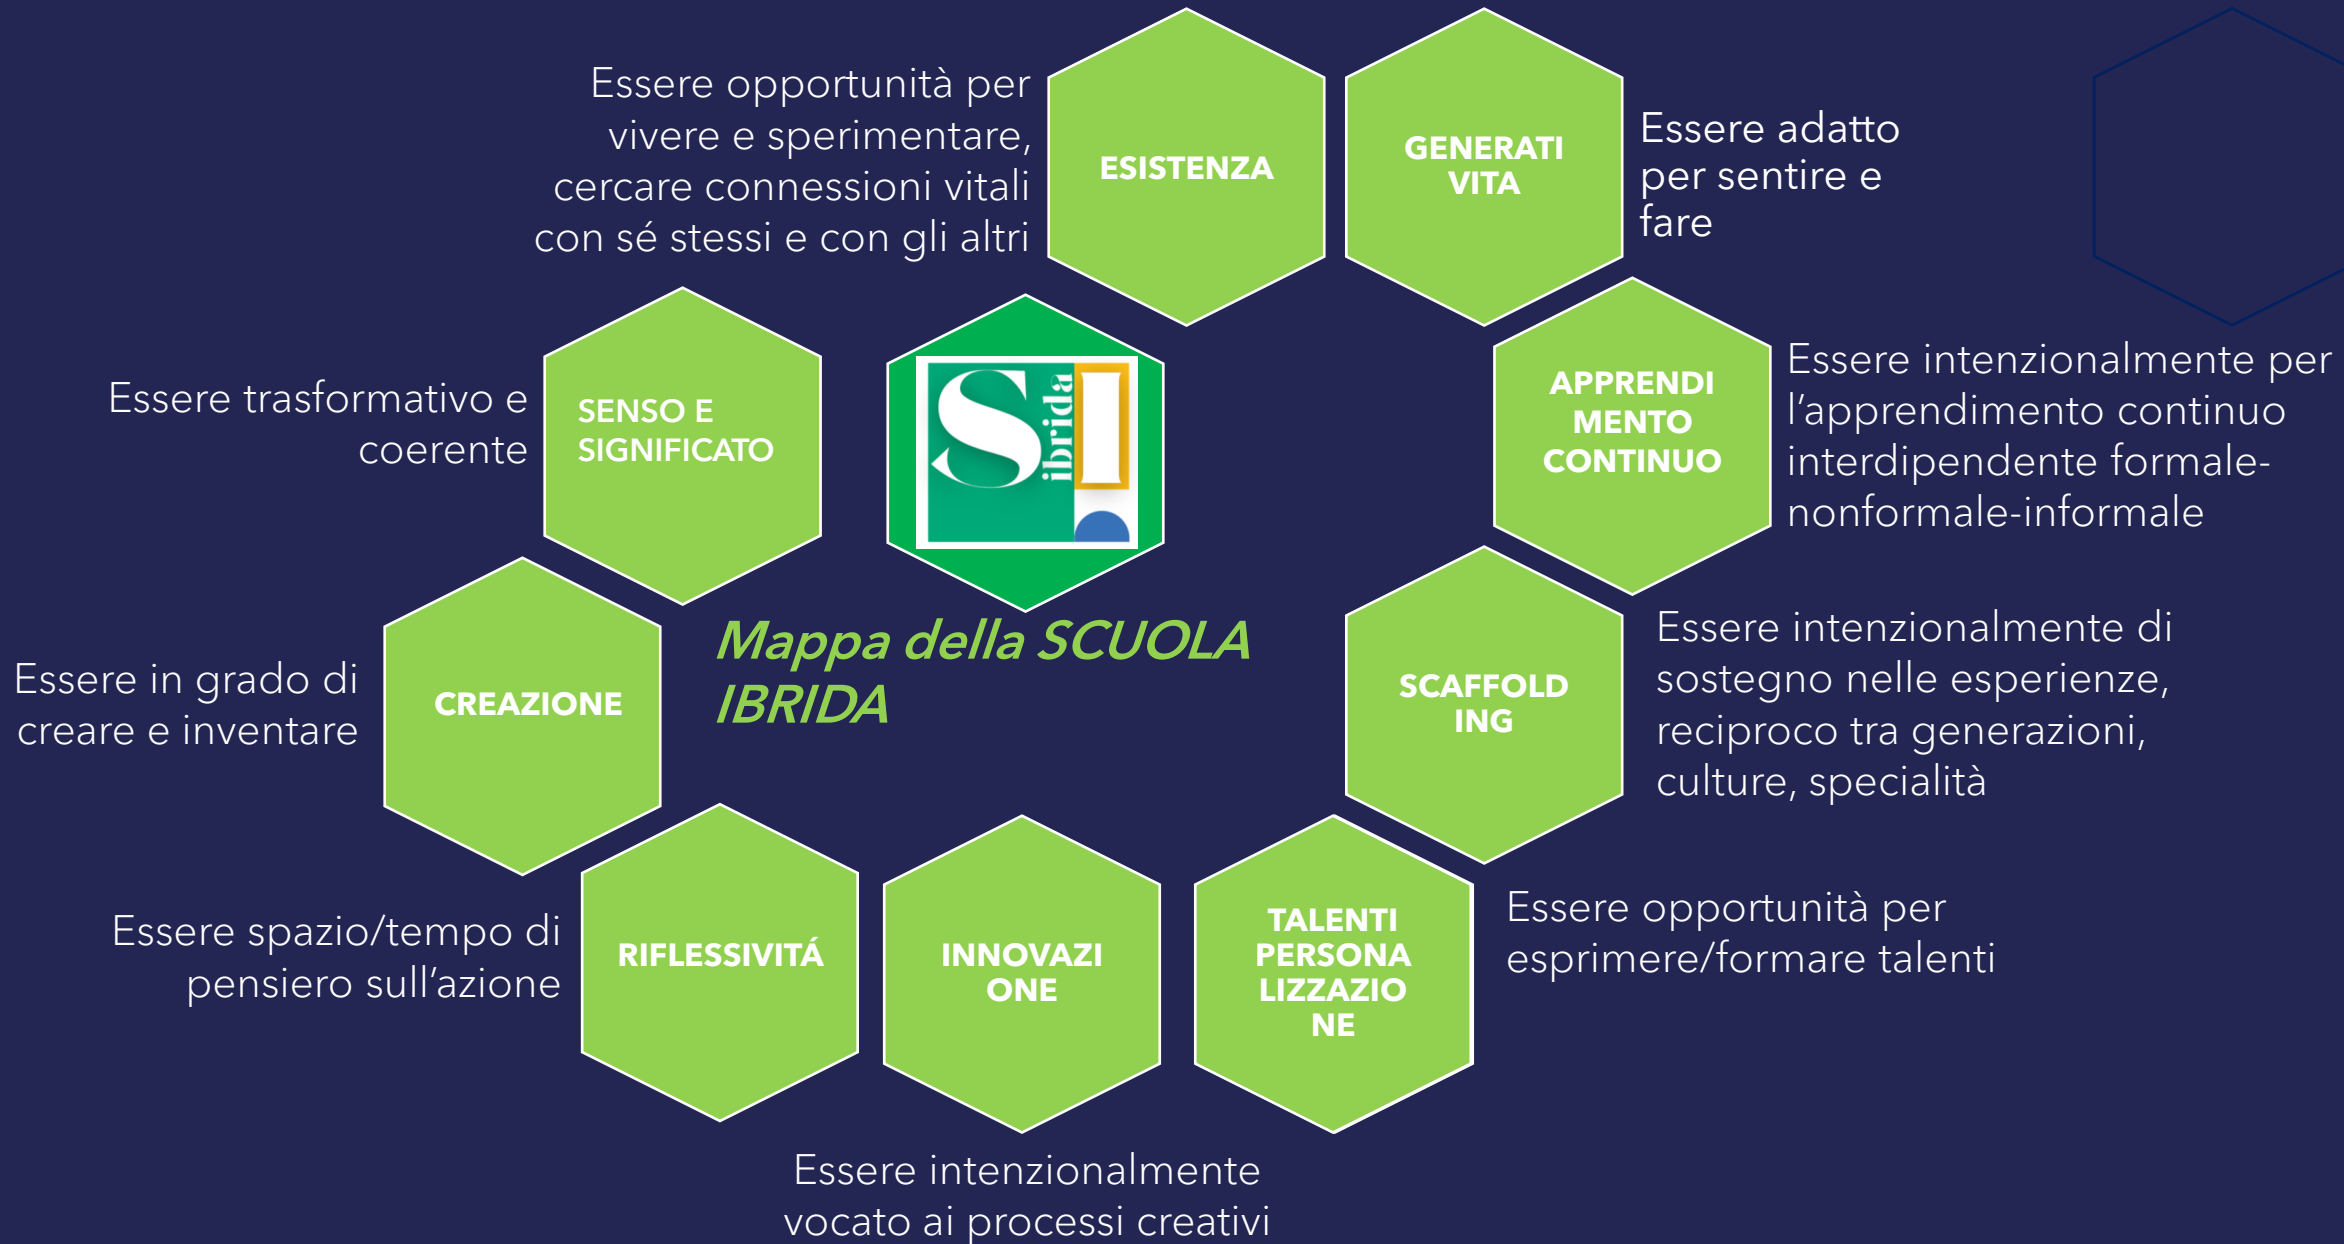 Essere opportunità per
vivere e sperimentare,
cercare connessioni vitali
con sé stessi e con gli altri
ESISTENZA
GENERATI
VITA
Essere adatto
per sentire e
fare
Essere trasformativo e
coerente
SENSO E
SIGNIFICATO
S ibrida I
APPRENDI
MENTO
CONTINUO
Essere intenzionalmente per
l’apprendimento continuo
interdipendente formale-
nonformale-informale
Mappa della SCUOLA
IBRIDA
Essere in grado di
creare e inventare
CREAZIONE
SCAFFOLD
ING
Essere intenzionalmente di
sostegno nelle esperienze,
reciproco tra generazioni,
culture, specialità
Essere spazio/tempo di
pensiero sull’azione
RIFLESSIVITÁ
INNOVAZI
ONE
TALENTI
PERSONA
LIZZAZIO
NE
Essere opportunità per
esprimere/formare talenti
Essere intenzionalmente
vocato ai processi creativi